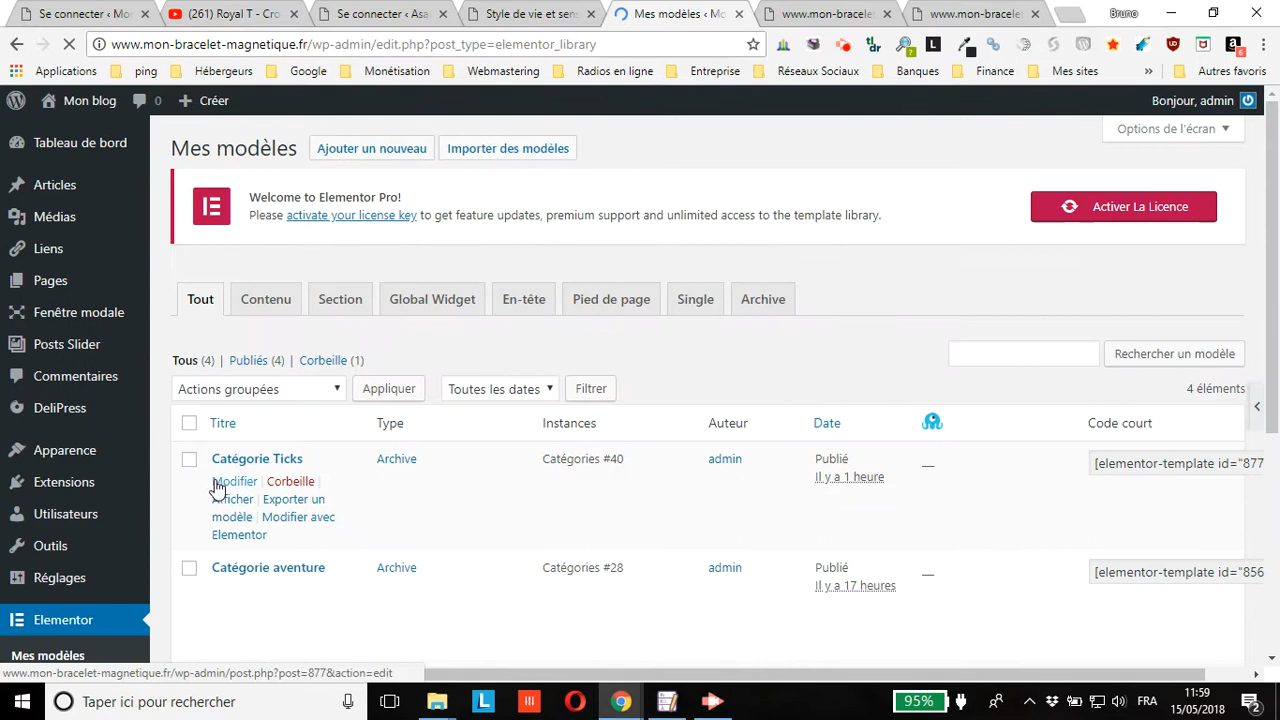 Se connecter ‹ Mo
(261) Royal T - Cro
Se connecter ‹ Asa
Style de vie et sens
Mes modèles ‹ Mo
www.mon-bracelet
www.mon-bracelet
Bruno
www.mon-bracelet-magnetique.fr/wp-admin/edit.php?post_type=elementor_library
Applications ping Hébergeurs Google Monétisation Webmastering Radios en ligne Entreprise Réseaux Sociaux Banques Finance Mes sites » Autres favoris
Mon blog 0 Créer Bonjour, admin
Options de l'écran
Tableau de bord
Articles
Médias
Liens
Pages
Fenêtre modale
Posts Slider
Commentaires
DeliPress
Apparence
Extensions
Utilisateurs
Outils
Réglages
Elementor
Mes modèles
Mes modèles Ajouter un nouveau Importer des modèles
Welcome to Elementor Pro!
Please activate your license key to get feature updates, premium support and unlimited access to the template library.
Activer La Licence
Tout Contenu Section Global Widget En-tête Pied de page Single Archive
Tous (4) | Publiés (4) | Corbeille (1)
Rechercher un modèle
Actions groupées Appliquer Toutes les dates Filtrer 4 éléments
Titre Type Instances Auteur Date Code court
Catégorie Ticks Archive Catégories #40 admin Publié
Il y a 1 heure
— [elementor-template id="877
Modifier | Corbeille |
Afficher | Exporter un
modèle | Modifier avec
Elementor
Catégorie aventure Archive Catégories #28 admin Publié
Il y a 17 heures
— [elementor-template id="856
www.mon-bracelet-magnetique.fr/wp-admin/post.php?post=877&action=edit
Taper ici pour rechercher
95%
FRA
11:59
15/05/2018
2